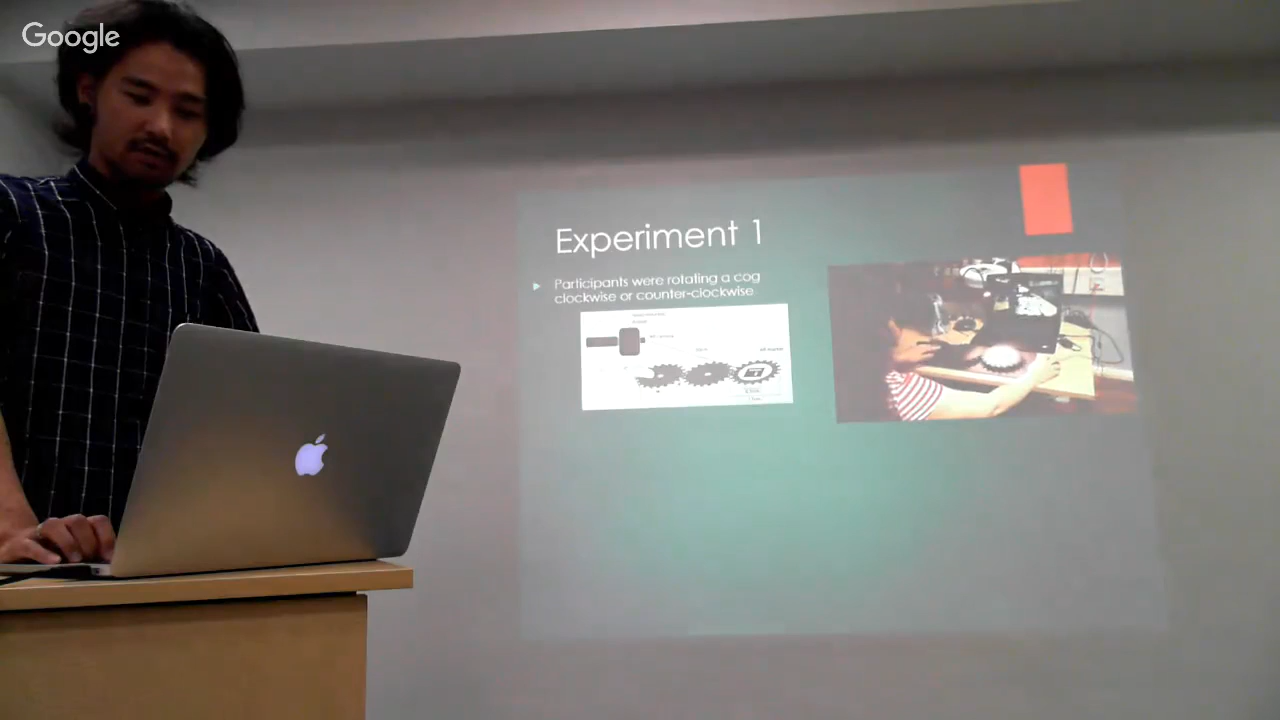 Google
Experiment 1
Participants were rotating a cog
clockwise or counter-clockwise